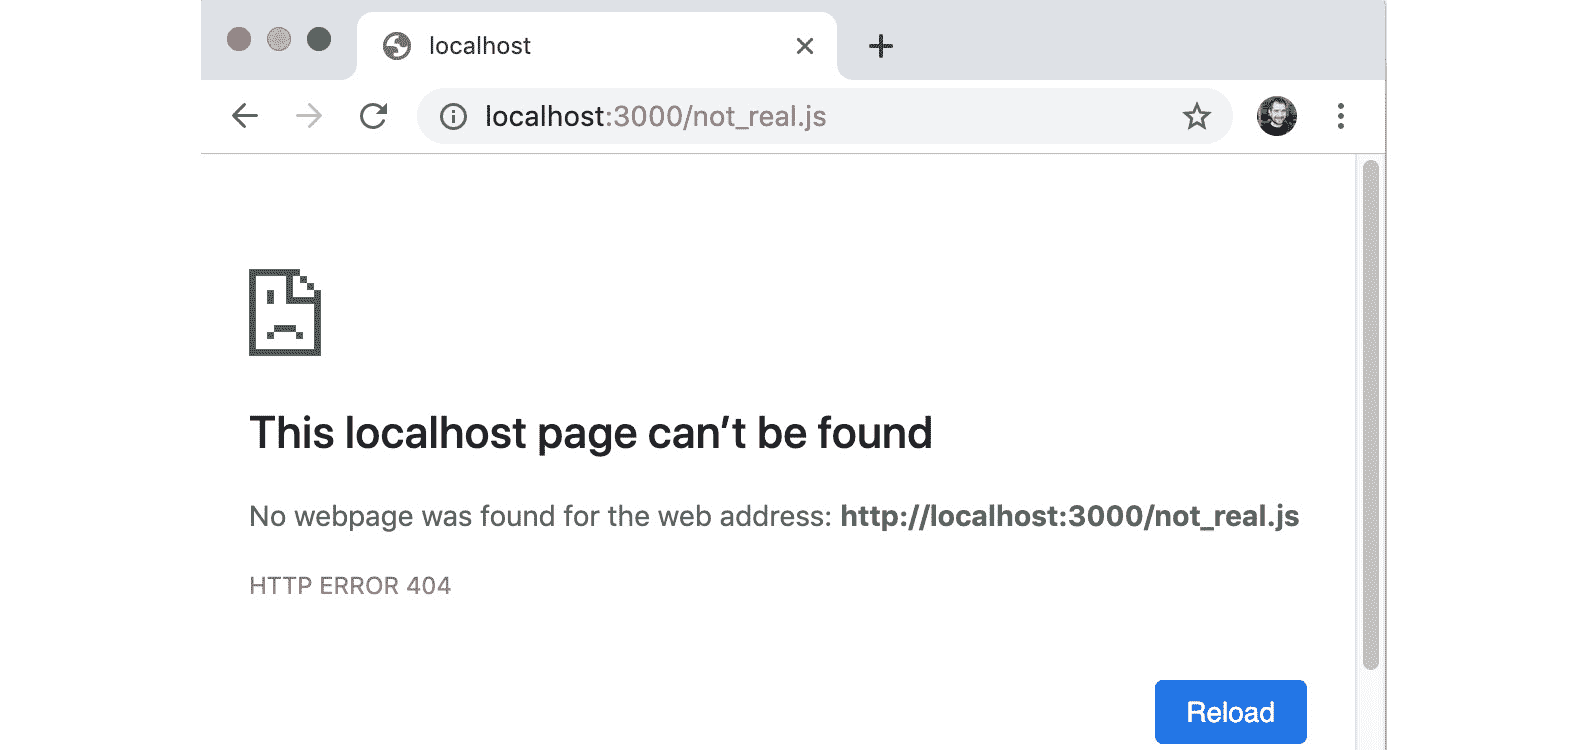 localhost
localhost:3000/not_real.js
This localhost page can’t be found
No webpage was found for the web address: http://localhost:3000/not_real.js
HTTP ERROR 404
Reload